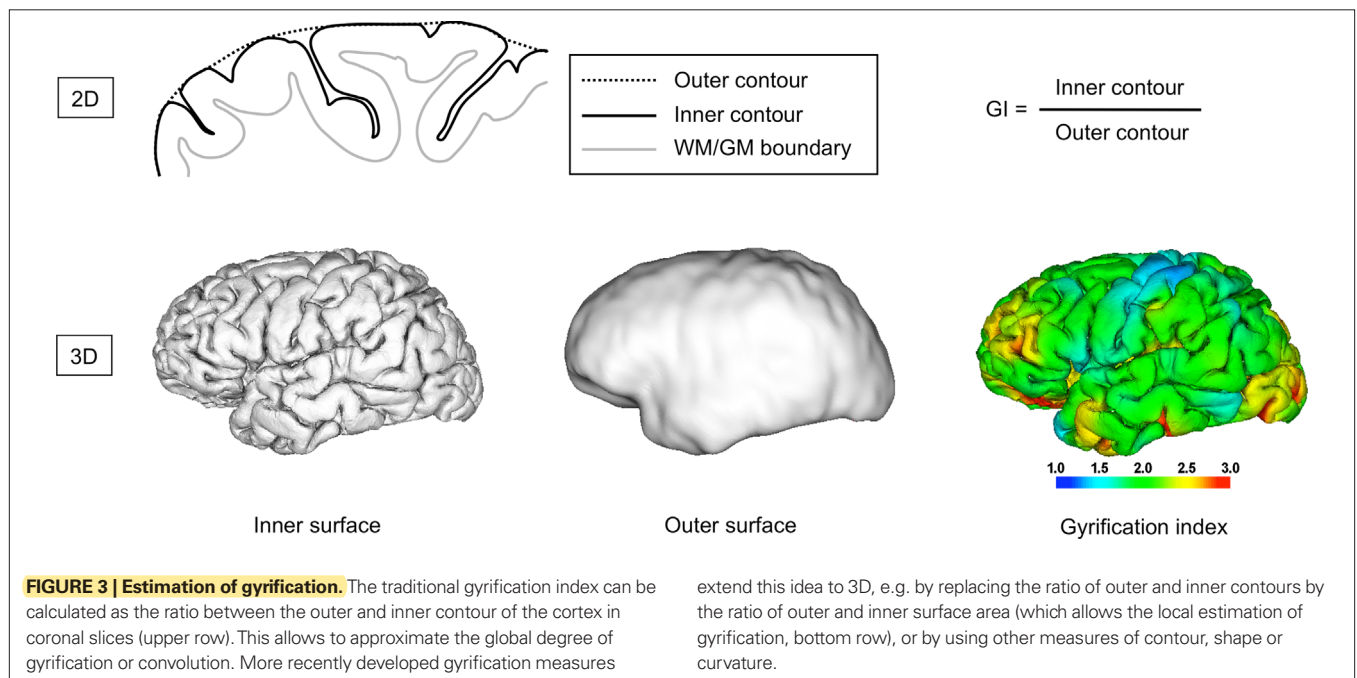 2D
Outer contour
Inner contour
WM/GM boundary
GI = Inner contour
Outer contour
3D
1.0 1.5 2.0 2.5 3.0
Inner surface
Outer surface
Gyrification index
FIGURE 3 | Estimation of gyrification. The traditional gyrification index can be
calculated as the ratio between the outer and inner contour of the cortex in
coronal slices (upper row). This allows to approximate the global degree of
gyrification or convolution. More recently developed gyrification measures
extend this idea to 3D, e.g. by replacing the ratio of outer and inner contours by
the ratio of outer and inner surface area (which allows the local estimation of
gyrification, bottom row), or by using other measures of contour, shape or
curvature.